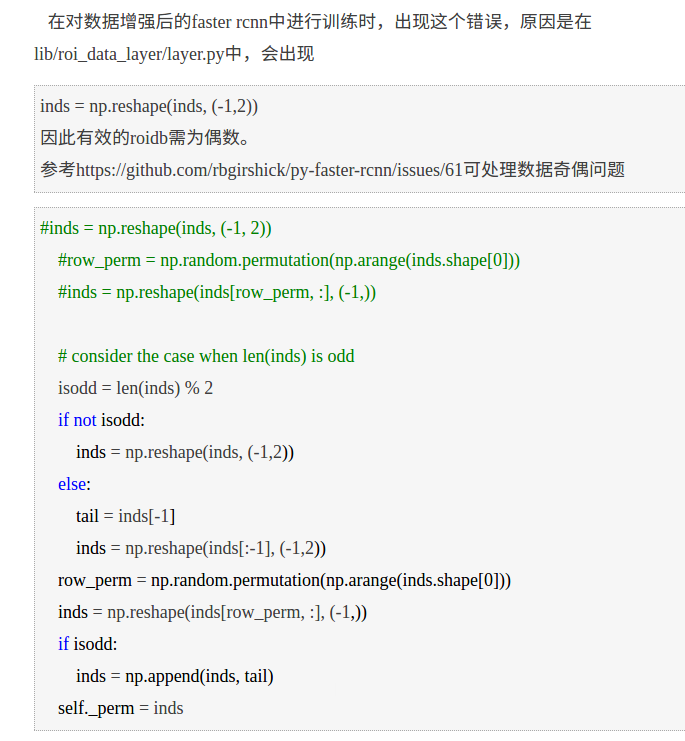 在对数据增强后的faster rcnn中进行训练时，出现这个错误，原因是在
lib/roi_data_layer/layer.py中，会出现
inds = np.reshape(inds, (-1,2))
因此有效的roidb需为偶数。
参考https://github.com/rbgirshick/py-faster-rcnn/issues/61可处理数据奇偶问题
#inds = np.reshape(inds, (-1, 2))
#row_perm = np.random.permutation(np.arange(inds.shape[0]))
#inds = np.reshape(inds[row_perm, :], (-1,))
# consider the case when len(inds) is odd
isodd = len(inds) % 2
if not isodd:
inds = np.reshape(inds, (-1,2))
else:
tail = inds[-1]
inds = np.reshape(inds[:-1], (-1,2))
row_perm = np.random.permutation(np.arange(inds.shape[0]))
inds = np.reshape(inds[row_perm, :], (-1,))
if isodd:
inds = np.append(inds, tail)
self._perm = inds